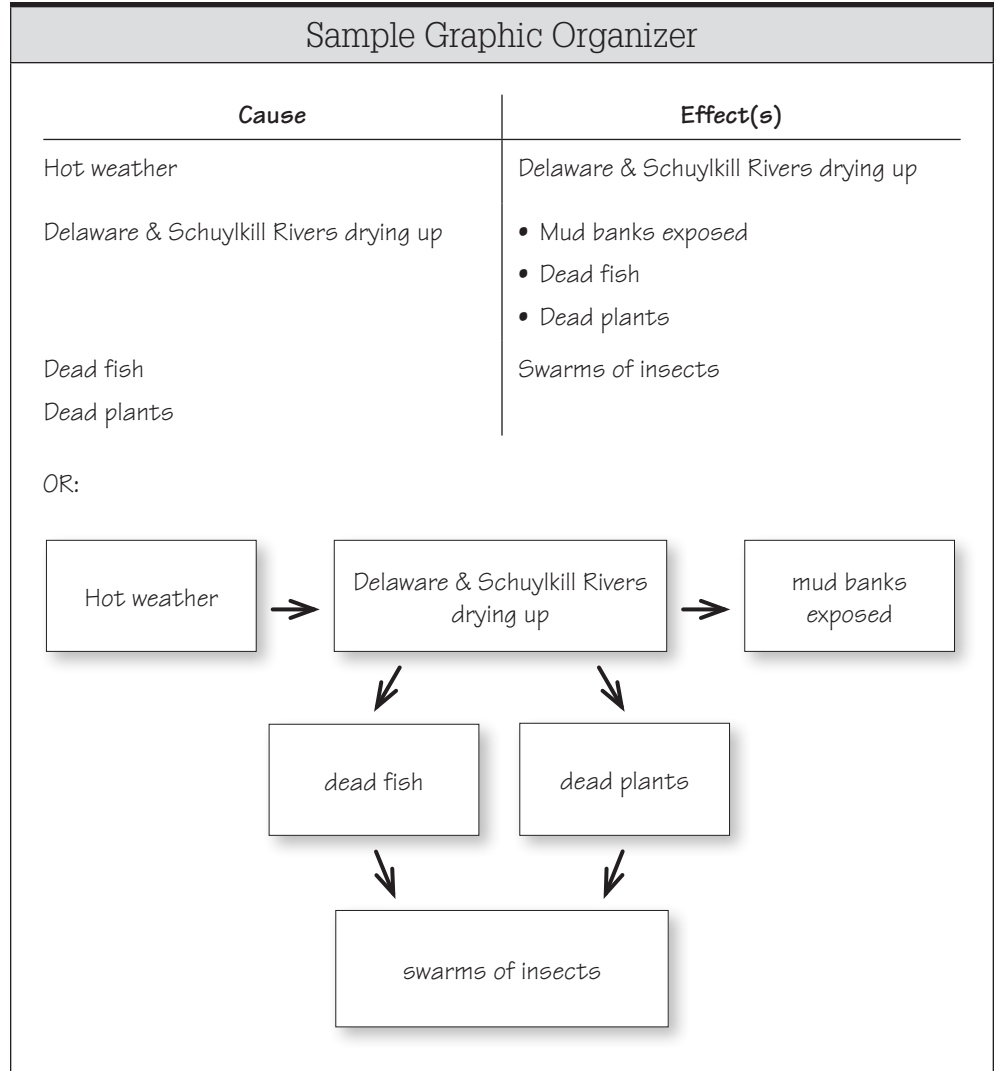 Sample Graphic Organizer
Cause
Effect(s)
Hot weather
Delaware & Schuylkill Rivers drying up
Delaware & Schuylkill Rivers drying up
• Mud banks exposed
• Dead fish
• Dead plants
Dead fish
Swarms of insects
Dead plants
OR:
Hot weather
Delaware & Schuylkill Rivers
drying up
mud banks
exposed
dead fish
dead plants
swarms of insects